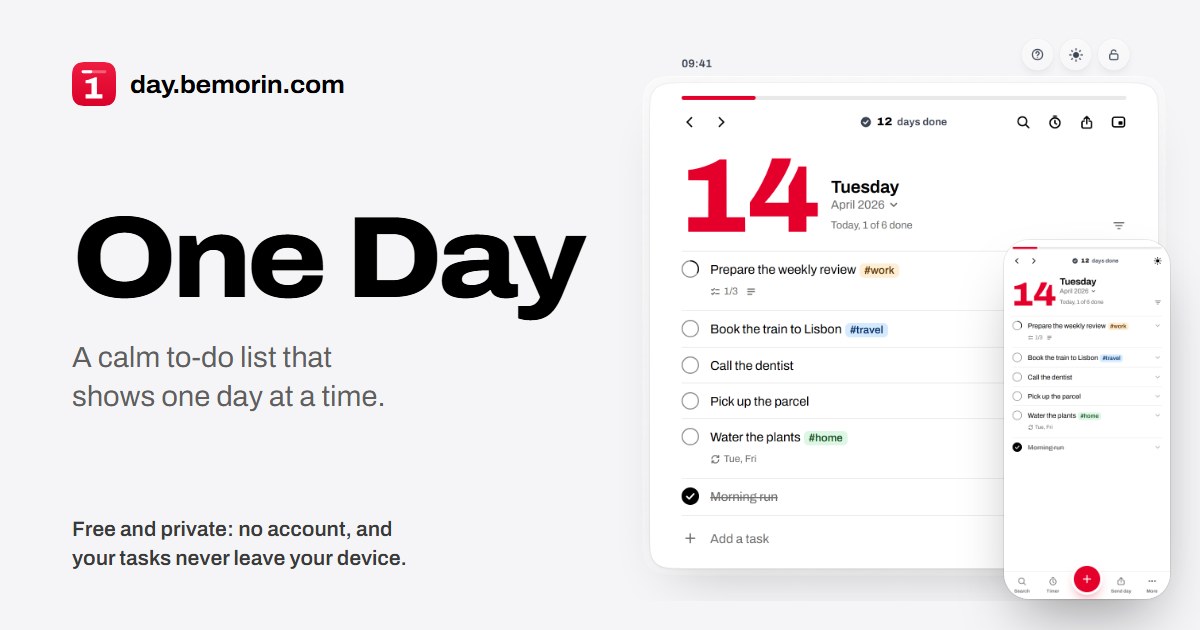 1
day.bemorin.com
One Day
A calm to-do list that
shows one day at a time.
Free and private: no account, and
your tasks never leave your device.
09:41
12 days done
14
Tuesday
April 2026
Today, 1 of 6 done
Prepare the weekly review #work
1/3
Book the train to Lisbon #travel
Call the dentist
Pick up the parcel
Water the plants #home
Tue, Fri
Morning run
Add a task
12 days done
14
Tuesday
April 2026
Today, 1 of 6 done
Prepare the weekly review #work
1/3
Book the train to Lisbon #travel
Call the dentist
Pick up the parcel
Water the plants #home
Tue, Fri
Morning run
Search Timer Send day More